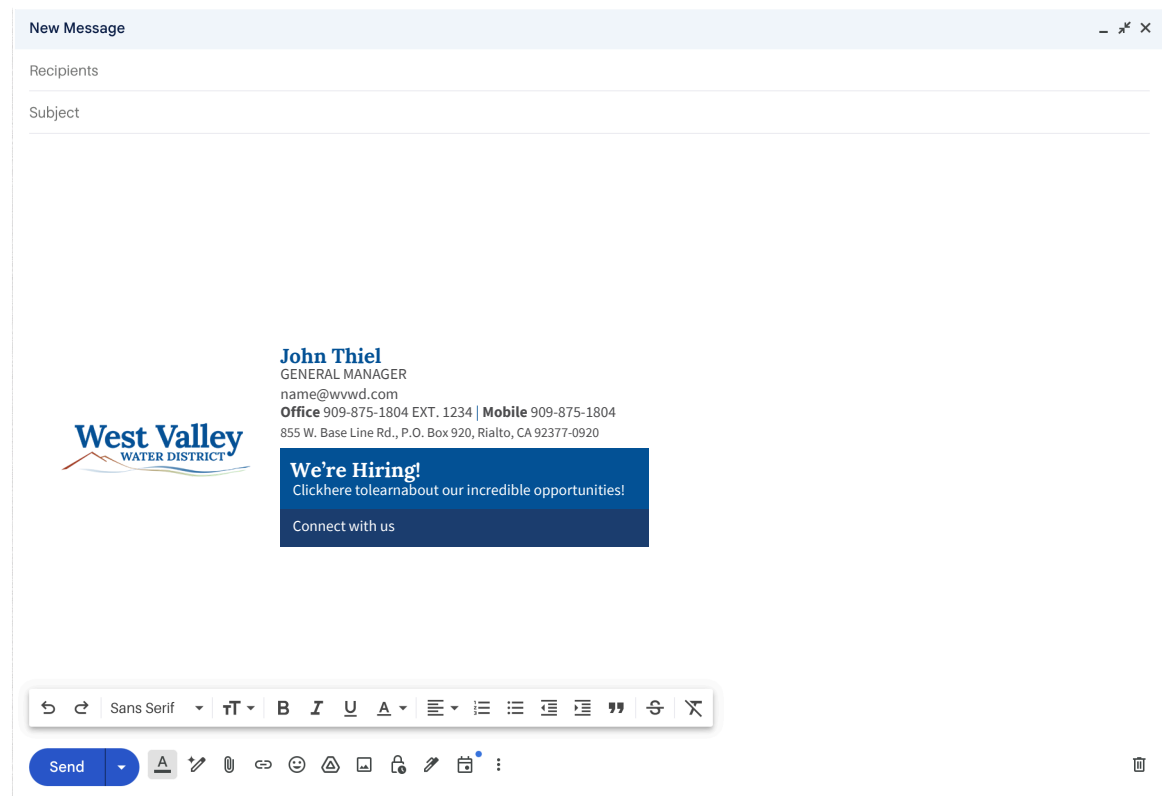 New Message
Recipients
Subject
John Thiel
GENERAL MANAGER
name@wvwd.com
Office 909-875-1804 EXT. 1234 | Mobile 909-875-1804
855 W. Base Line Rd., P.O. Box 920, Rialto, CA 92377-0920
West Valley
WATER DISTRICT
We're Hiring!
Clickhere tolearnabout our incredible opportunities!
Connect with us
Sans Serif
Send